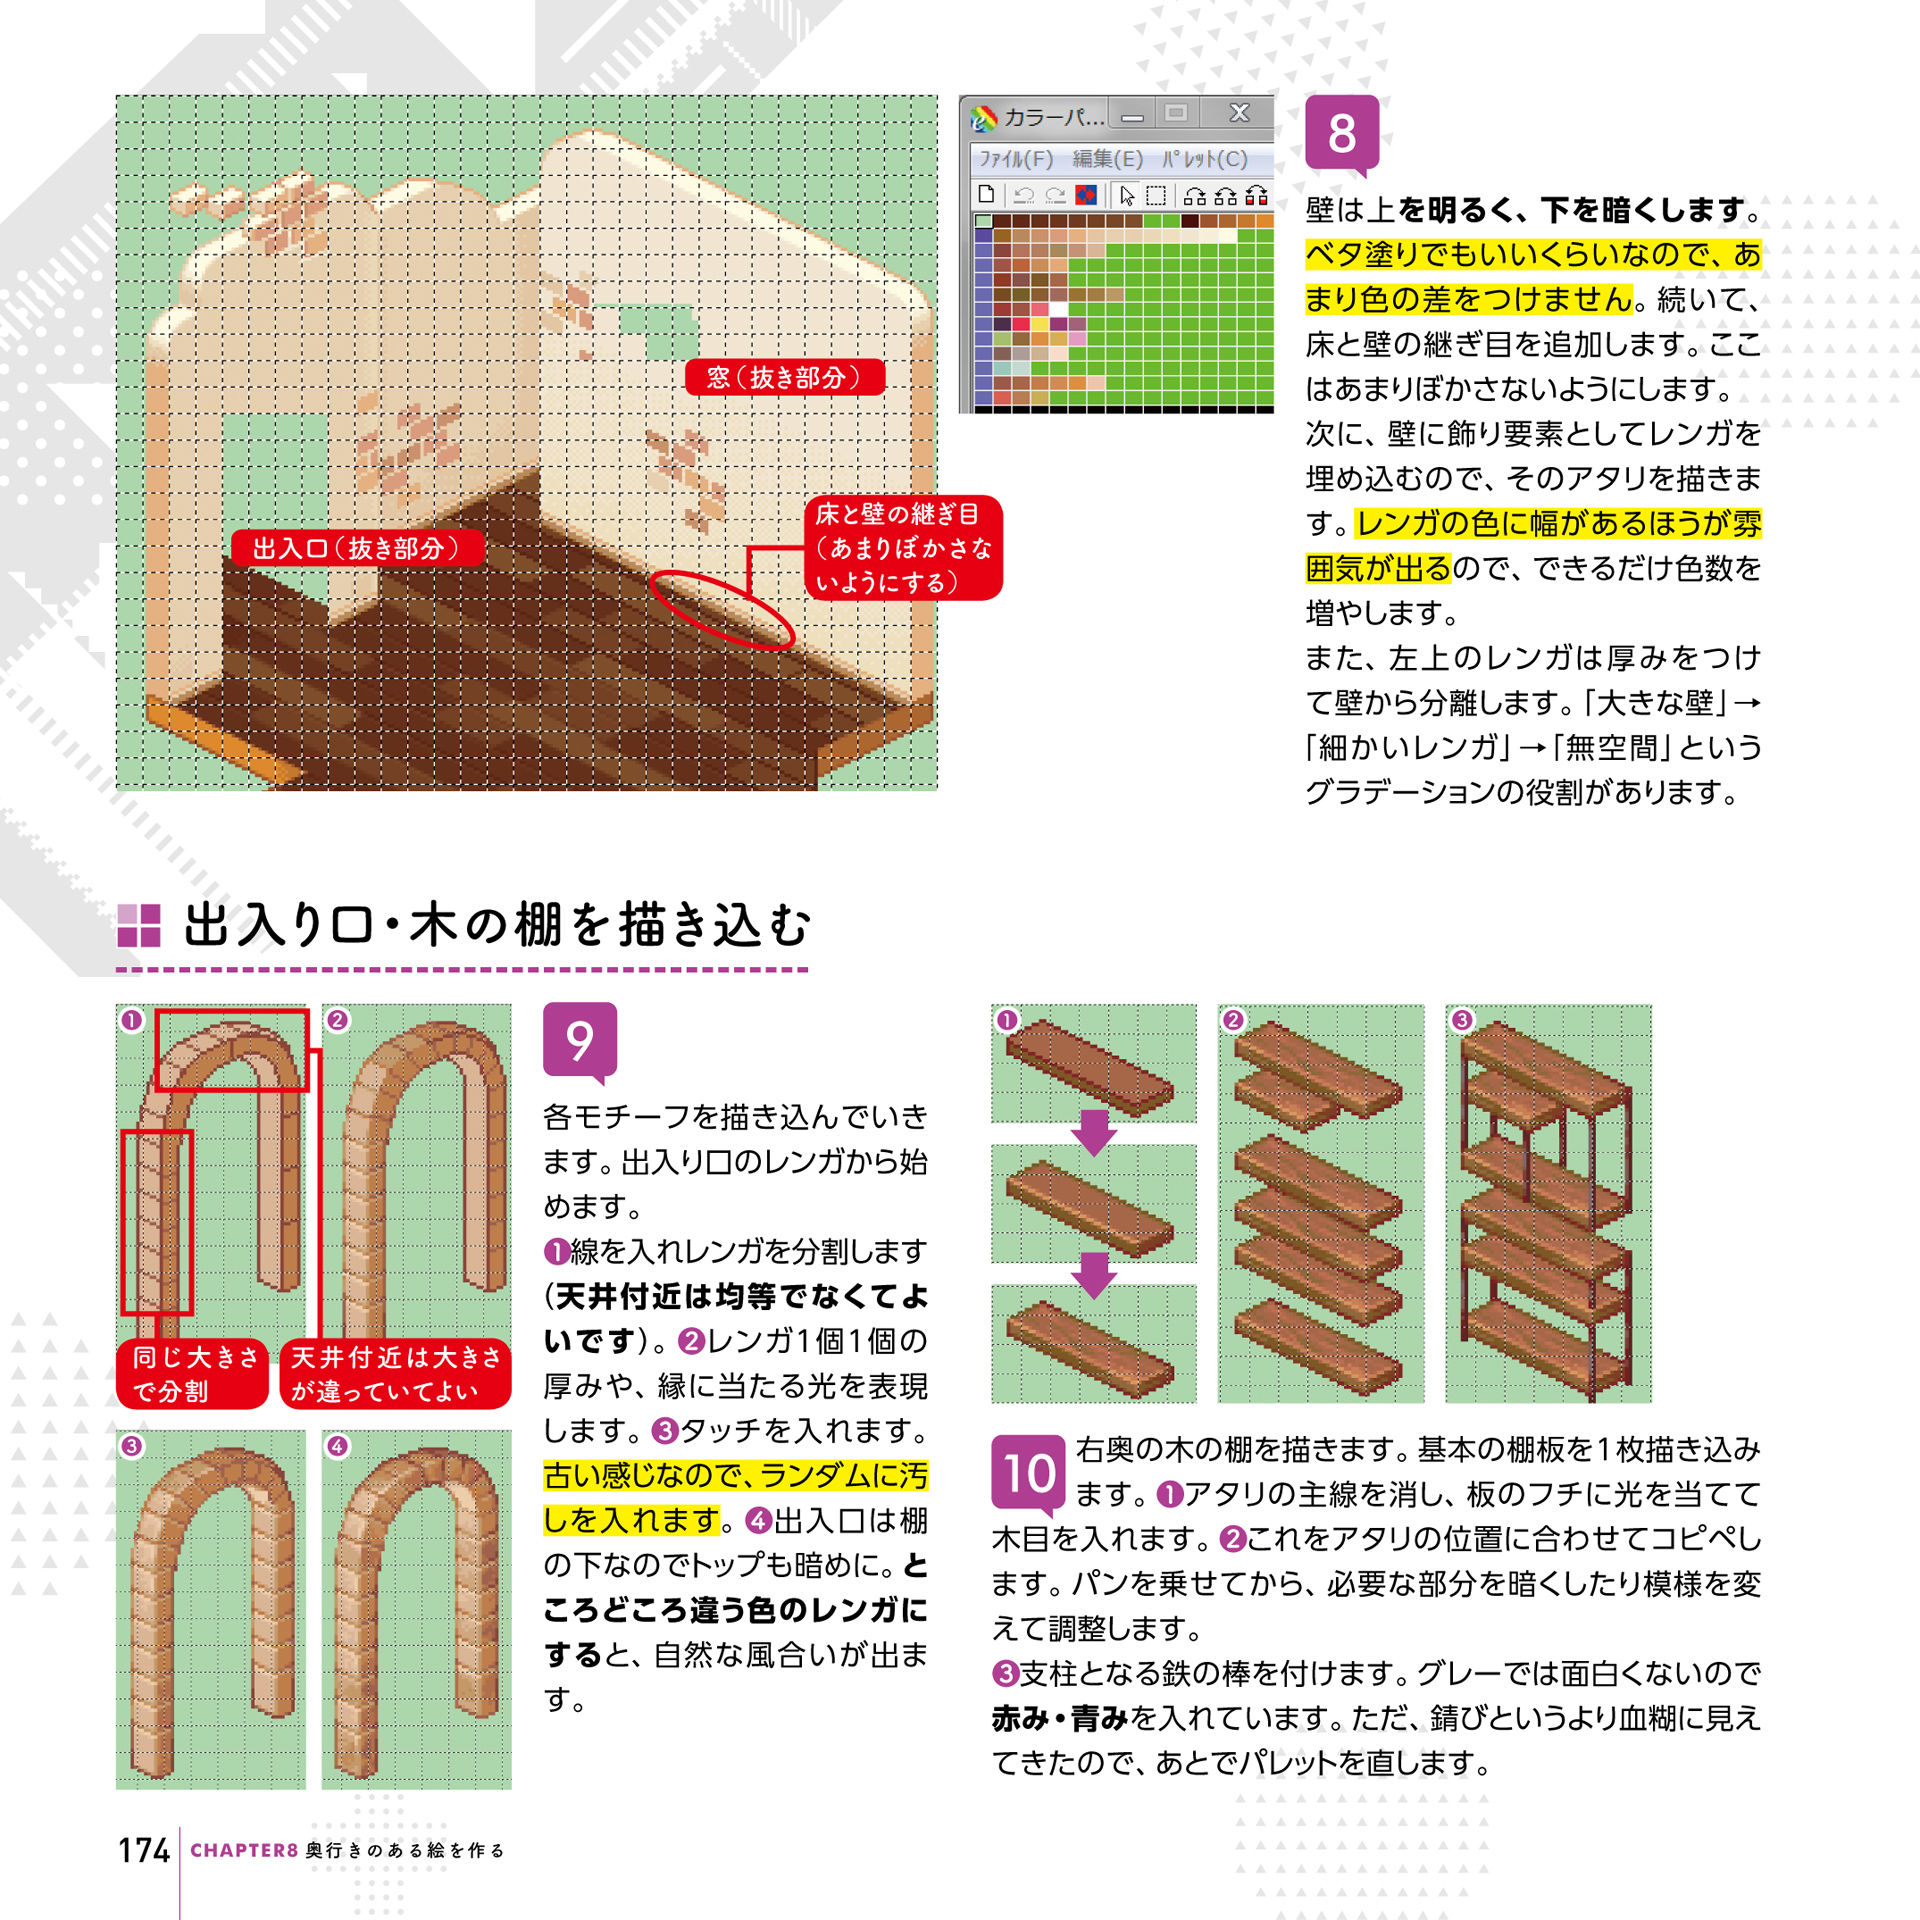 窓（抜き部分）
出入口（抜き部分）
床と壁の継ぎ目
（あまりぼかさな
いようにする）
カラーパ...
ファイル(F) 編集(E) パレット(C)
8
壁は上を明るく、下を暗くします。
ベタ塗りでもいいくらいなので、あ
まり色の差をつけません。続いて、
床と壁の継ぎ目を追加します。ここ
はあまりぼかさないようにします。
次に、壁に飾り要素としてレンガを
埋め込むので、そのアタリを描きま
す。レンガの色に幅があるほうが雰
囲気が出るので、できるだけ色数を
増やします。
また、左上のレンガは厚みをつけ
て壁から分離します。「大きな壁」→
「細かいレンガ」→「無空間」という
グラデーションの役割があります。
出入り口・木の棚を描き込む
❶
❷
同じ大きさ
で分割
天井付近は大きさ
が違っていてよい
❸
❹
9
各モチーフを描き込んでいき
ます。出入り口のレンガから始
めます。
❶線を入れレンガを分割します
（天井付近は均等でなくてよ
いです）。❷レンガ1個1個の
厚みや、縁に当たる光を表現
します。❸タッチを入れます。
古い感じなので、ランダムに汚
しを入れます。❹出入口は棚
の下なのでトップも暗めに。と
ころどころ違う色のレンガに
すると、自然な風合いが出ま
す。
❶
❷
❸
10
右奥の木の棚を描きます。基本の棚板を1枚描き込み
ます。❶アタリの主線を消し、板のフチに光を当てて
木目を入れます。❷これをアタリの位置に合わせてコピペし
ます。パンを乗せてから、必要な部分を暗くしたり模様を変
えて調整します。
❸支柱となる鉄の棒を付けます。グレーでは面白くないので
赤み・青みを入れています。ただ、錆びというより血糊に見え
てきたので、あとでパレットを直します。
174 CHAPTER8 奥行きのある絵を作る